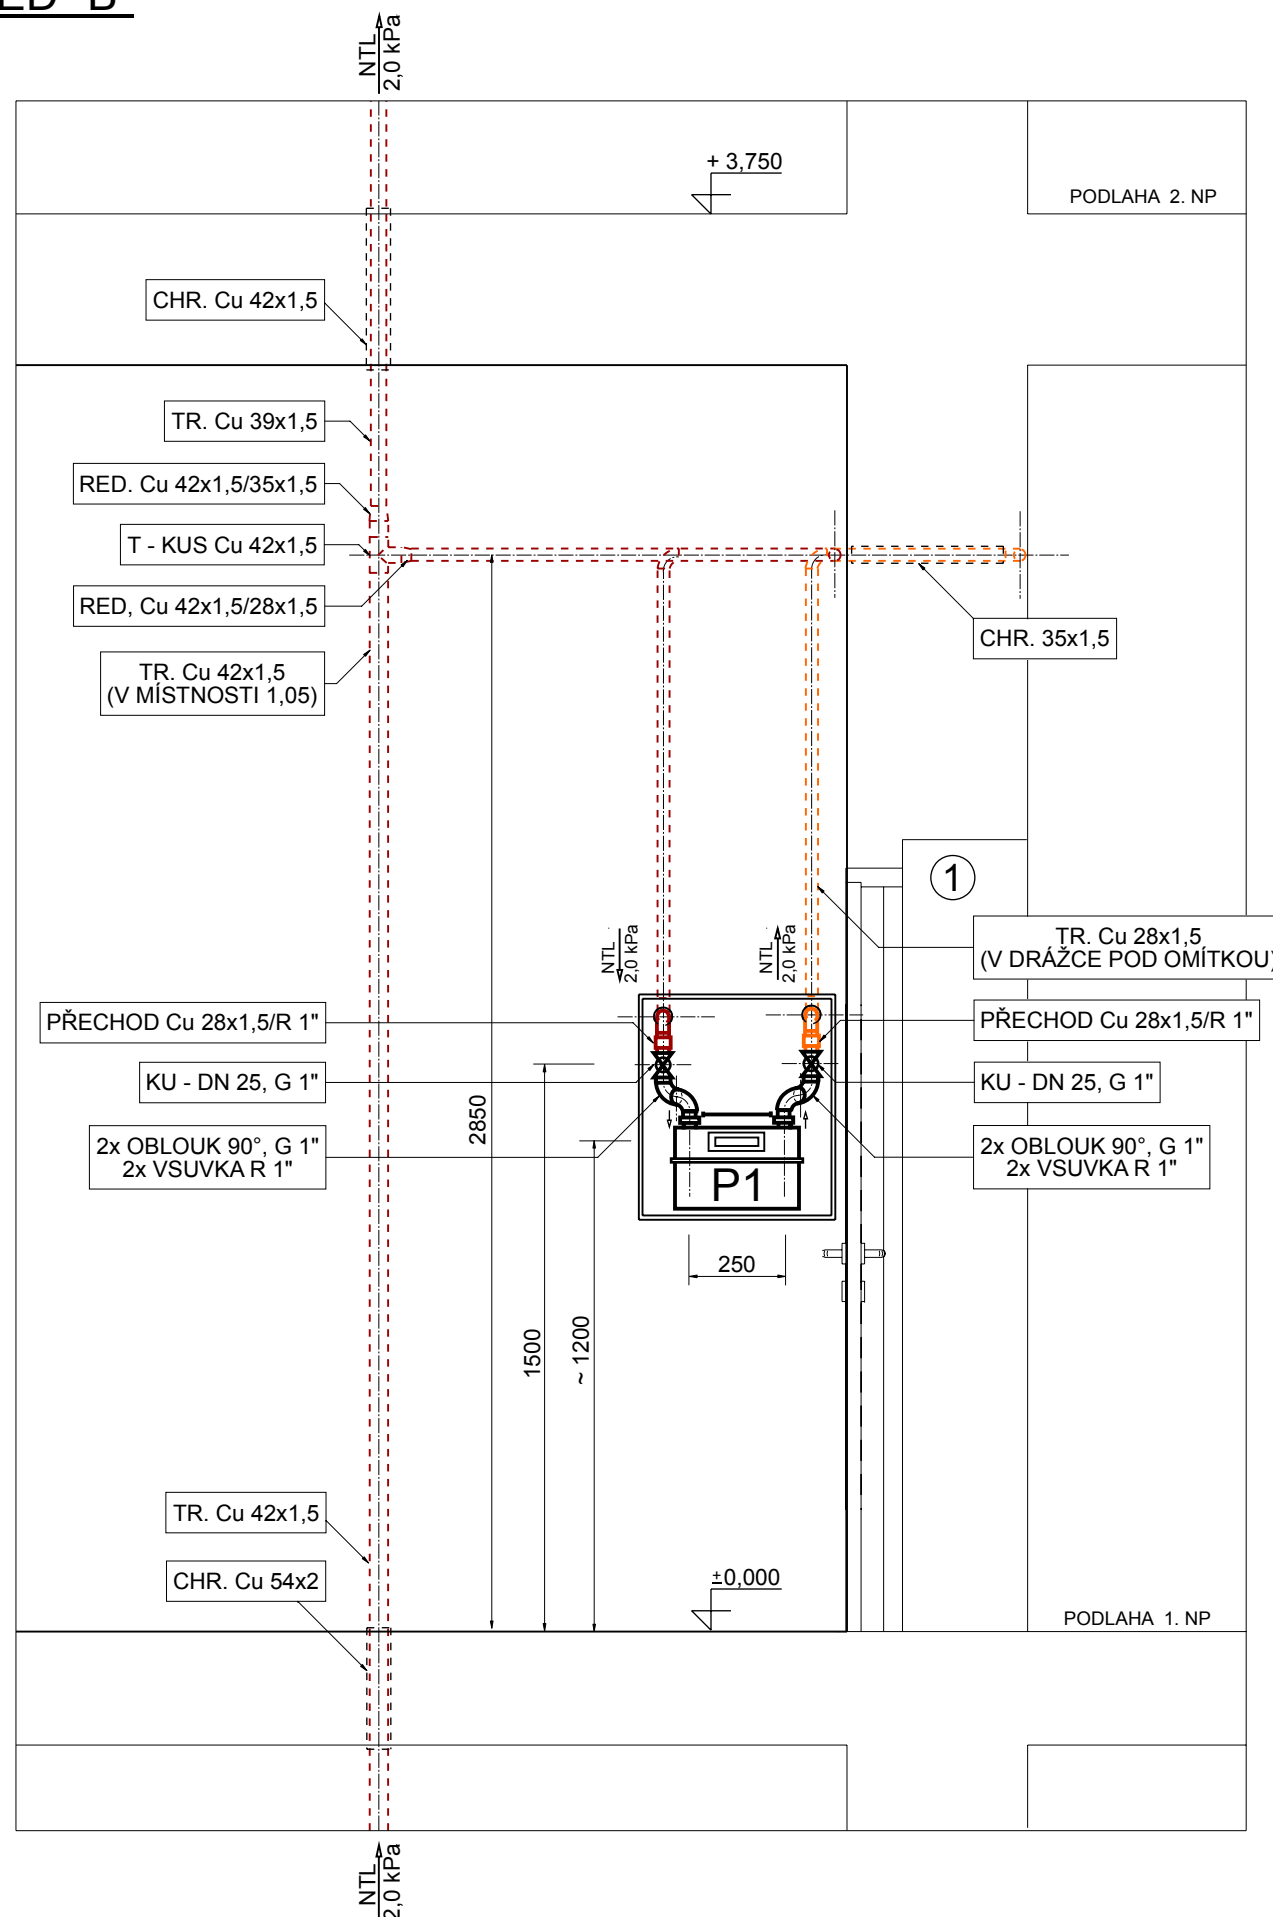 NTL
2,0 kPa
+ 3,750
PODLAHA 2. NP
CHR. Cu 42x1,5
TR. Cu 39x1,5
RED. Cu 42x1,5/35x1,5
T - KUS Cu 42x1,5
RED, Cu 42x1,5/28x1,5
TR. Cu 42x1,5
(V MÍSTNOSTI 1,05)
CHR. 35x1,5
1
NTL
2,0 kPa
NTL
2,0 kPa
TR. Cu 28x1,5
(V DRÁŽCE POD OMÍTKOU)
PŘECHOD Cu 28x1,5/R 1"
PŘECHOD Cu 28x1,5/R 1"
KU - DN 25, G 1"
KU - DN 25, G 1"
2x OBLOUK 90°, G 1"
2x VSUVKA R 1"
2x OBLOUK 90°, G 1"
2x VSUVKA R 1"
P1
2850
250
1500
~ 1200
TR. Cu 42x1,5
CHR. Cu 54x2
±0,000
PODLAHA 1. NP
NTL
2,0 kPa